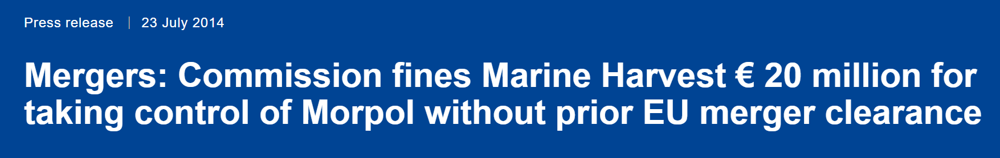 Press release | 23 July 2014
Mergers: Commission fines Marine Harvest € 20 million for
taking control of Morpol without prior EU merger clearance